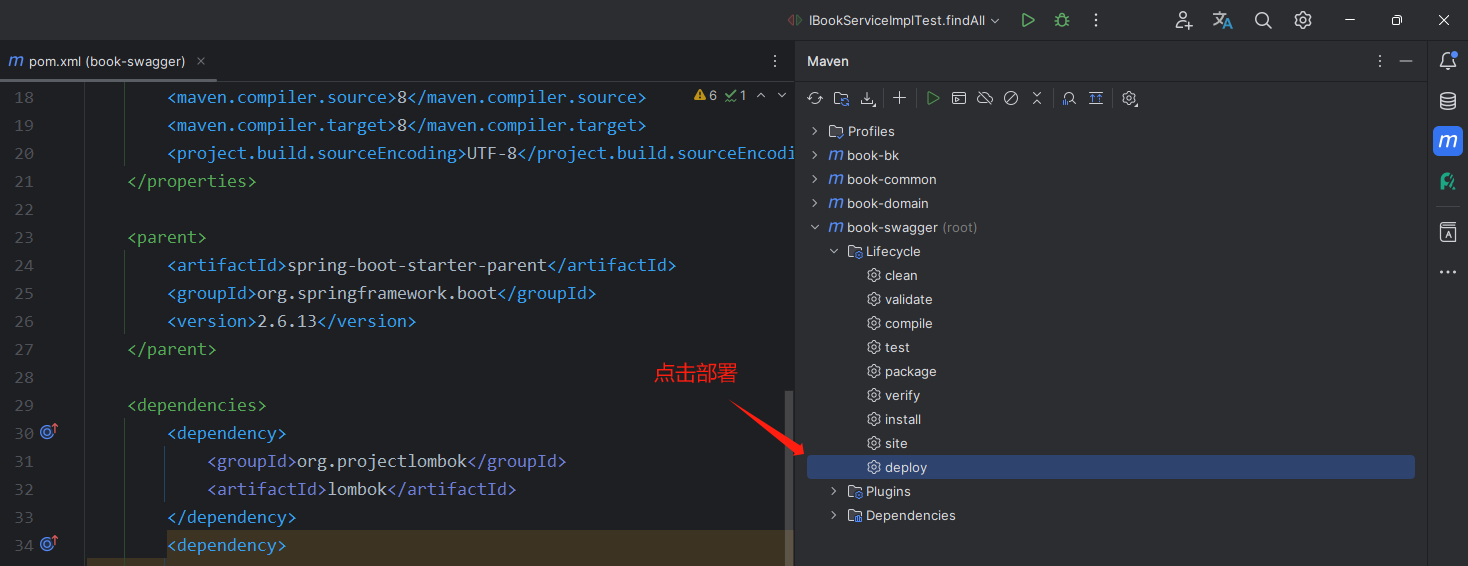 IBookServiceImplTest.findAll
m pom.xml (book-swagger)
Maven
6 1
18 <maven.compiler.source>8</maven.compiler.source>
19 <maven.compiler.target>8</maven.compiler.target>
20 <project.build.sourceEncoding>UTF-8</project.build.sourceEncodi
21 </properties>
22
23 <parent>
24 <artifactId>spring-boot-starter-parent</artifactId>
25 <groupId>org.springframework.boot</groupId>
26 <version>2.6.13</version>
27 </parent>
28
29 <dependencies>
30 <dependency>
31 <groupId>org.projectlombok</groupId>
32 <artifactId>lombok</artifactId>
33 </dependency>
34 <dependency>
点击部署
Profiles
m book-bk
m book-common
m book-domain
m book-swagger (root)
Lifecycle
clean
validate
compile
test
package
verify
install
site
deploy
Plugins
Dependencies
m
A